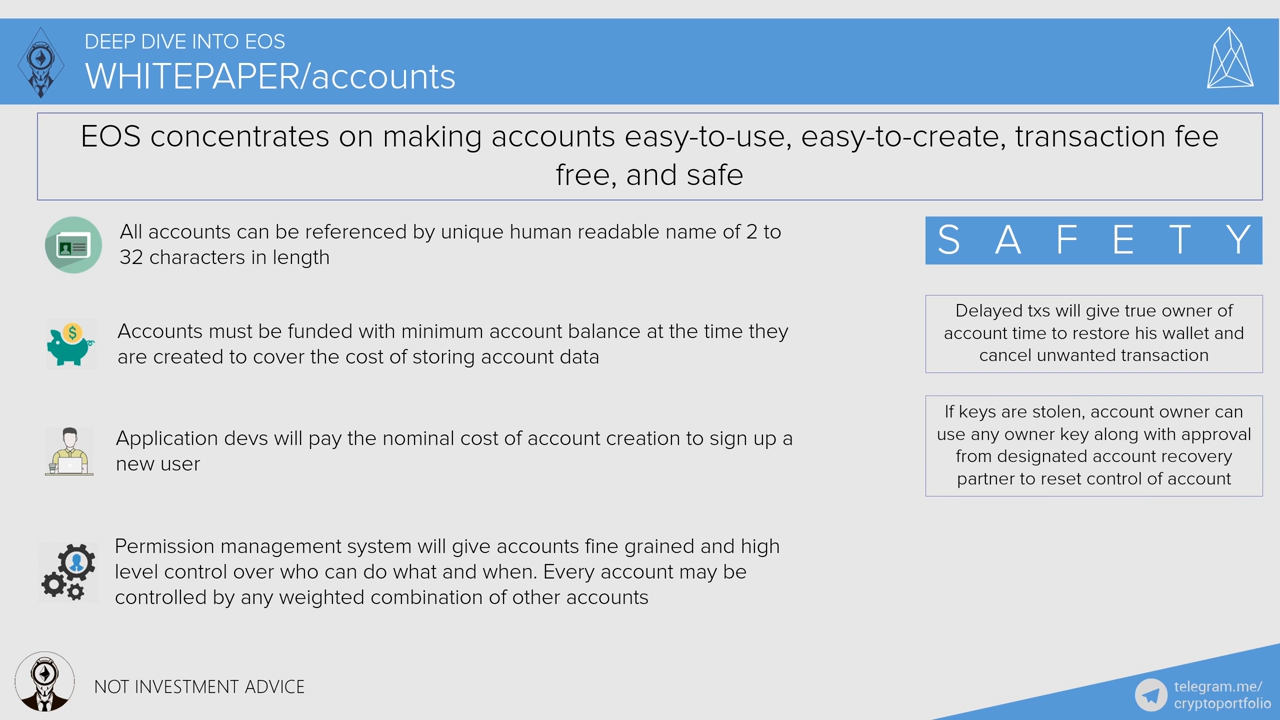 DEEP DIVE INTO EOS
WHITEPAPER/accounts
EOS concentrates on making accounts easy-to-use, easy-to-create, transaction fee
free, and safe
All accounts can be referenced by unique human readable name of 2 to
32 characters in length
Accounts must be funded with minimum account balance at the time they
are created to cover the cost of storing account data
Application devs will pay the nominal cost of account creation to sign up a
new user
Permission management system will give accounts fine grained and high
level control over who can do what and when. Every account may be
controlled by any weighted combination of other accounts
S A F E T Y
Delayed txs will give true owner of
account time to restore his wallet and
cancel unwanted transaction
If keys are stolen, account owner can
use any owner key along with approval
from designated account recovery
partner to reset control of account
NOT INVESTMENT ADVICE
telegram.me/
cryptoportfolio